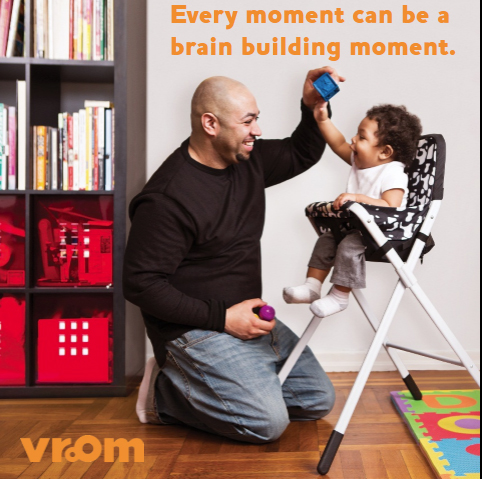 Every moment can be a
brain building moment.
vroom